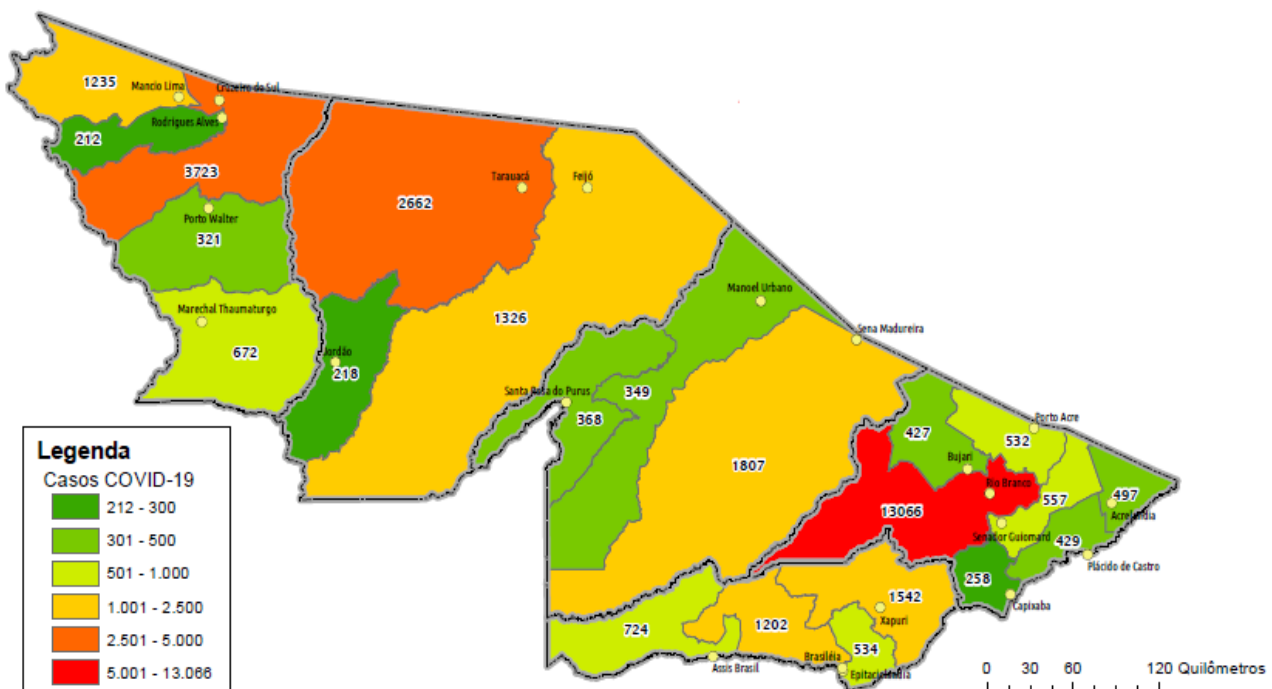 1235
Mancio Lima
Cruzeiro do Sul
Rodrigues Alves
212
3723
Tarauacá
Feijó
2662
Porto Walter
321
Manoel Urbano
Marechal Thaumaturgo
1326
Sena Madureira
672
Jordão
218
Santa Rosa do Purus
349
368
Porto Acre
427
532
1807
Bujari
Rio Branco
557
497
13066
Acrelândia
Senador Guiomard
429
Plácido de Castro
258
Capixaba
1542
Xapuri
724
1202
534
Brasiléia
Assis Brasil
Epitaciolândia
Legenda
Casos COVID-19
212 - 300
301 - 500
501 - 1.000
1.001 - 2.500
2.501 - 5.000
5.001 - 13.066
0 30 60 120 Quilômetros